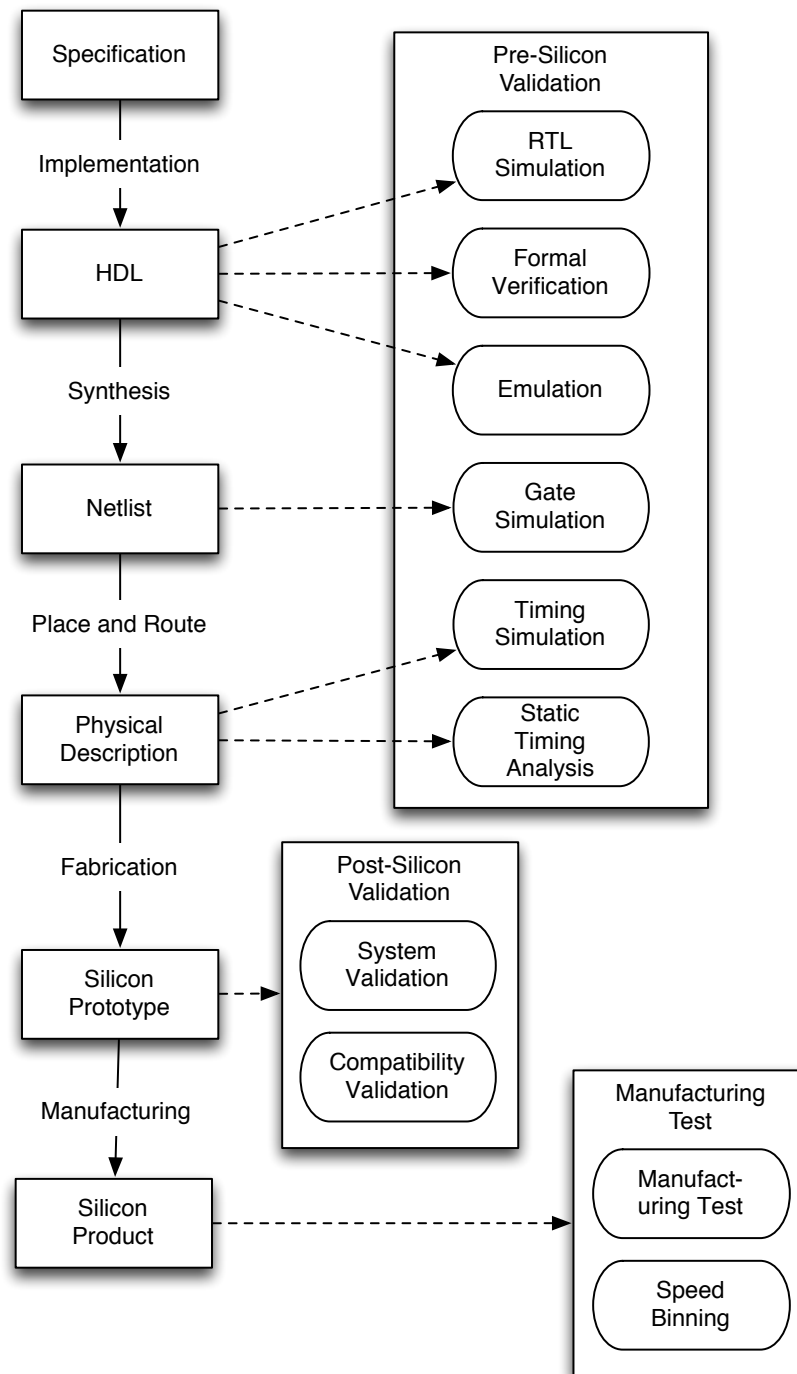 Specification
Implementation
HDL
Synthesis
Netlist
Place and Route
Physical
Description
Fabrication
Silicon
Prototype
Manufacturing
Silicon
Product
Pre-Silicon
Validation
RTL
Simulation
Formal
Verification
Emulation
Gate
Simulation
Timing
Simulation
Static
Timing
Analysis
Post-Silicon
Validation
System
Validation
Compatibility
Validation
Manufacturing
Test
Manufact-
uring Test
Speed
Binning